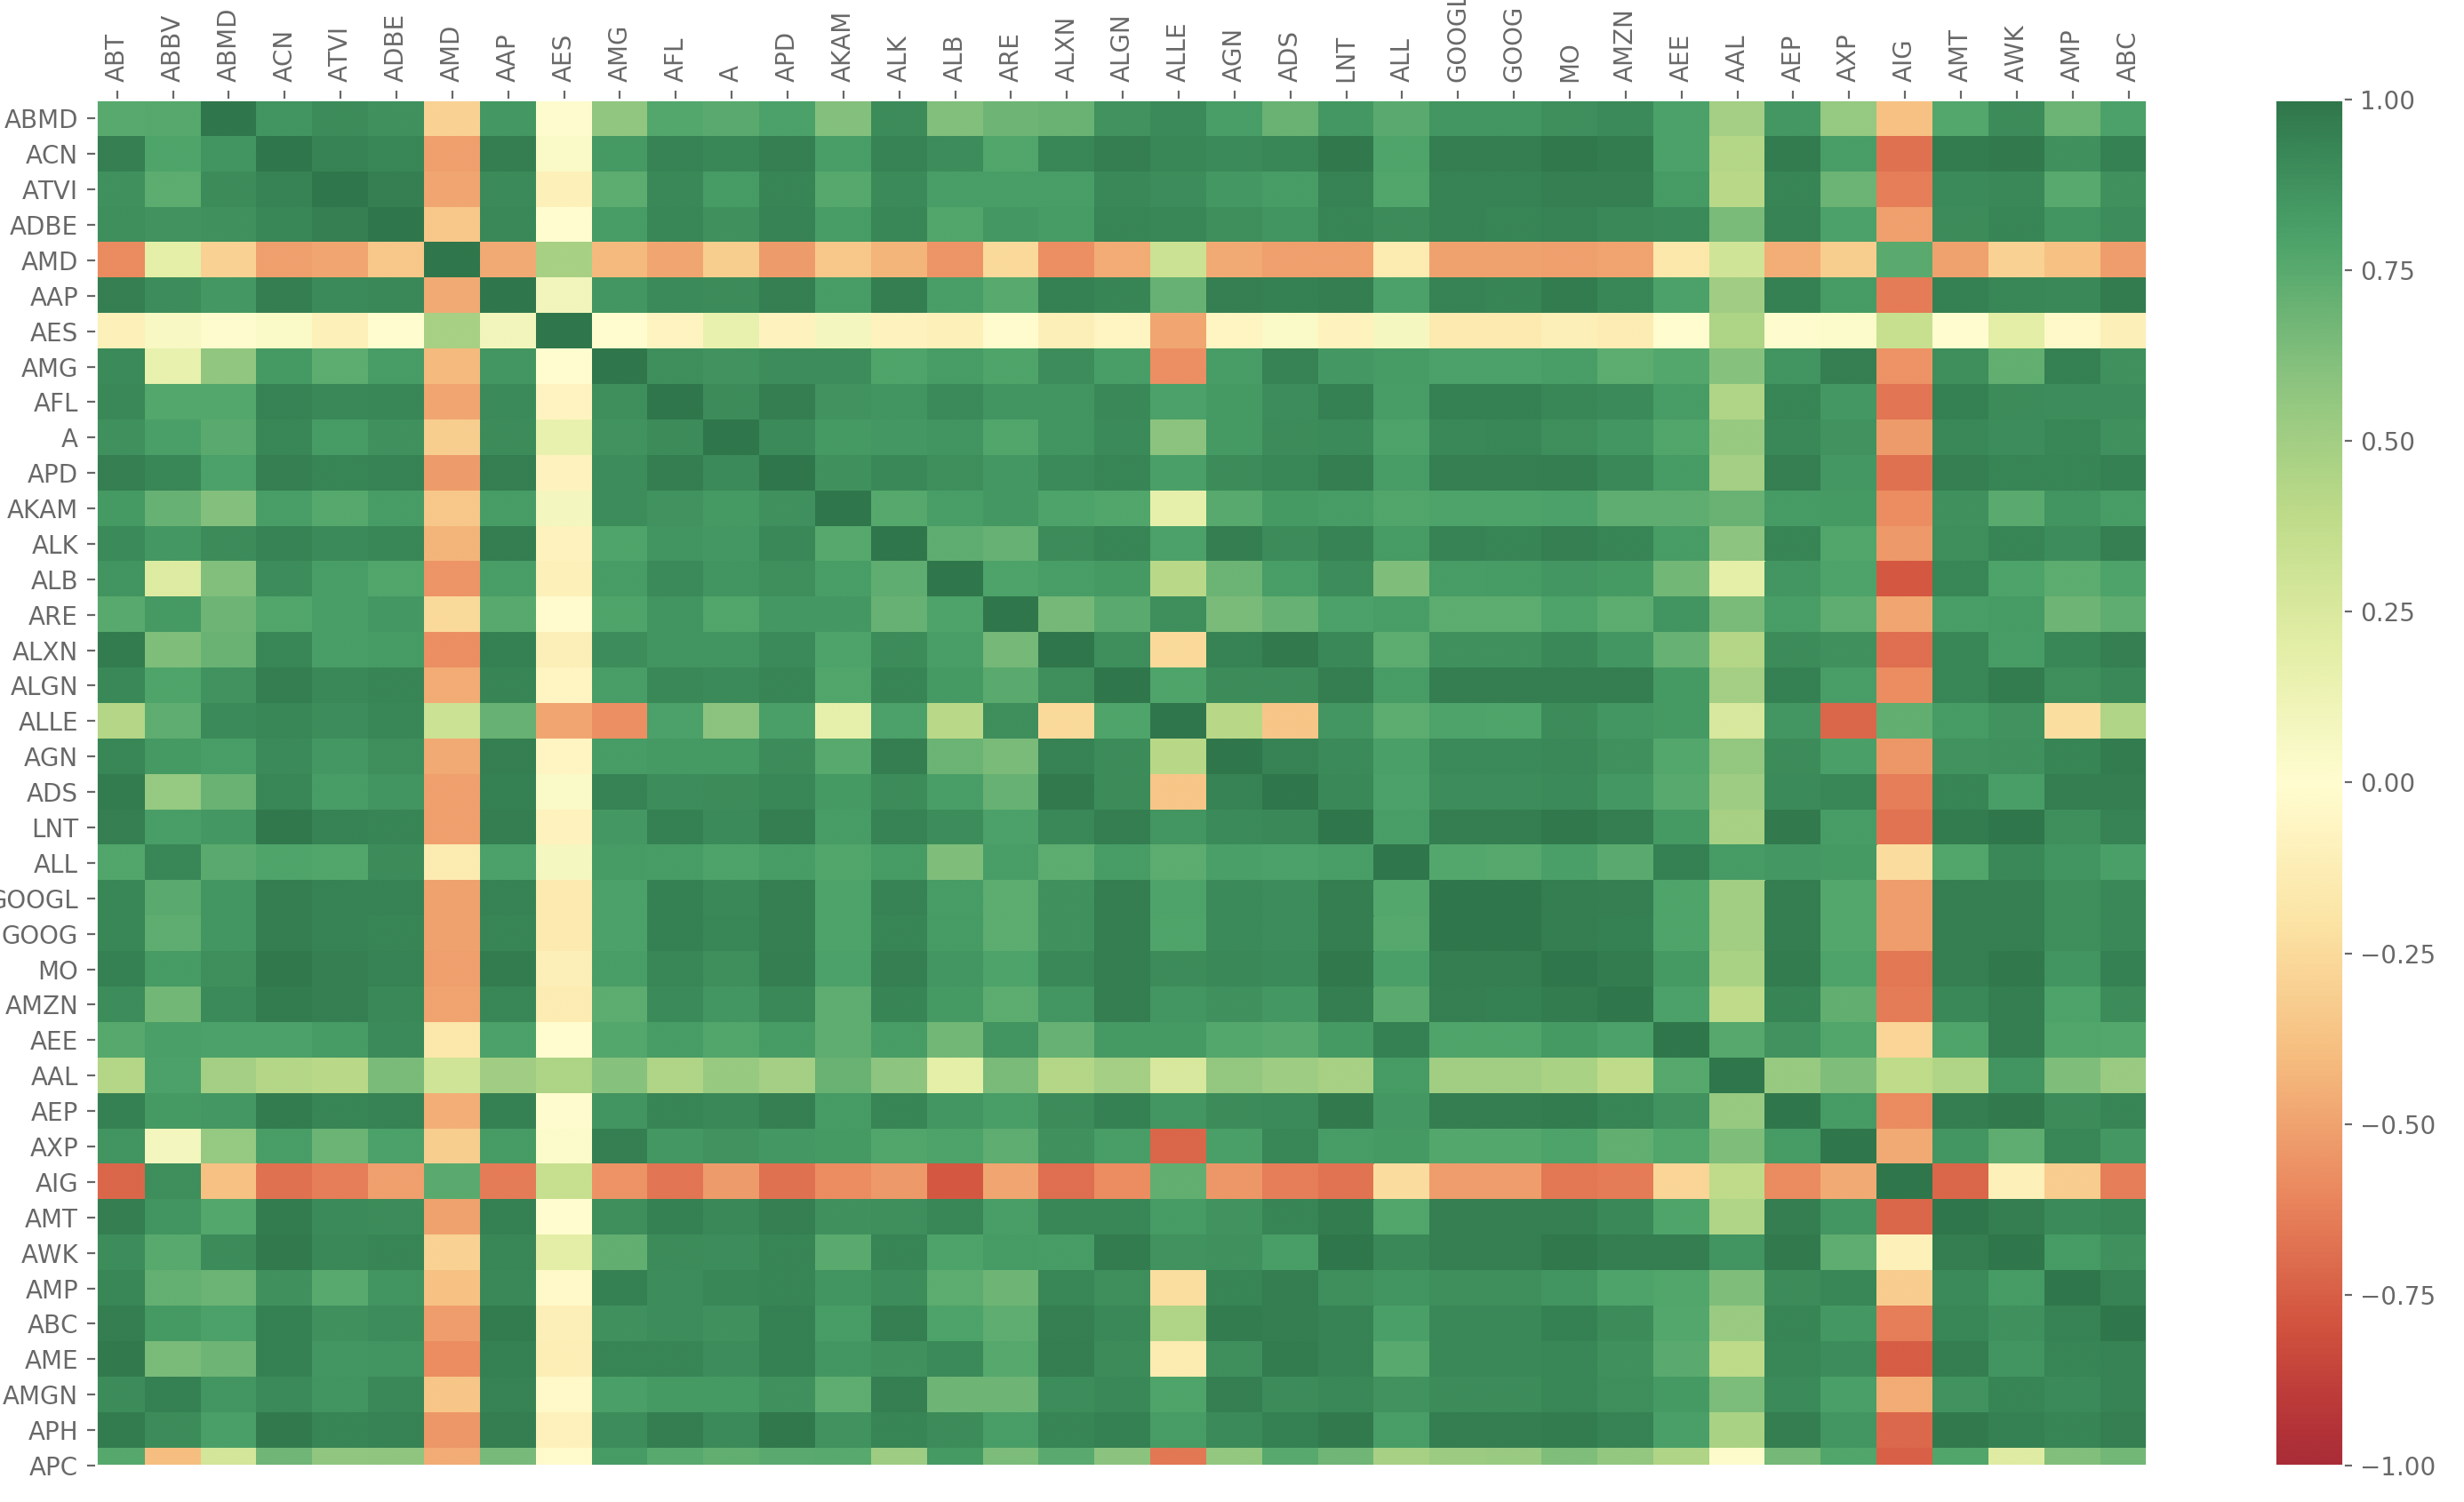 ABT ABBV ABMD ACN ATVI ADBE AMD AAP AES AMG AFL A APD AKAM ALK ALB ARE ALXN ALGN ALLE AGN ADS LNT ALL GOOGL GOOG MO AMZN AEE AAL AEP AXP AIG AMT AWK AMP ABC
ABMD
ACN
ATVI
ADBE
AMD
AAP
AES
AMG
AFL
A
APD
AKAM
ALK
ALB
ARE
ALXN
ALGN
ALLE
AGN
ADS
LNT
ALL
GOOGL
GOOG
MO
AMZN
AEE
AAL
AEP
AXP
AIG
AMT
AWK
AMP
ABC
AME
AMGN
APH
APC
1.00
0.75
0.50
0.25
0.00
−0.25
−0.50
−0.75
−1.00